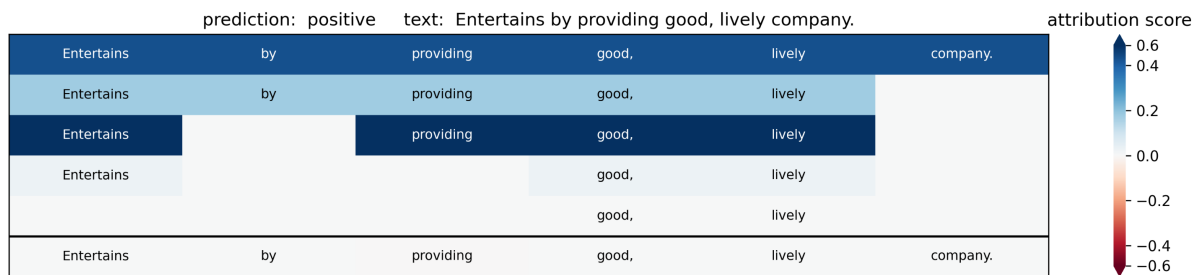 prediction: positive text: Entertains by providing good, lively company.
attribution score
Entertains by providing good, lively company.
Entertains by providing good, lively
Entertains providing good, lively
Entertains good, lively
good, lively
Entertains by providing good, lively company.
0.6
0.4
0.2
0.0
−0.2
−0.4
−0.6